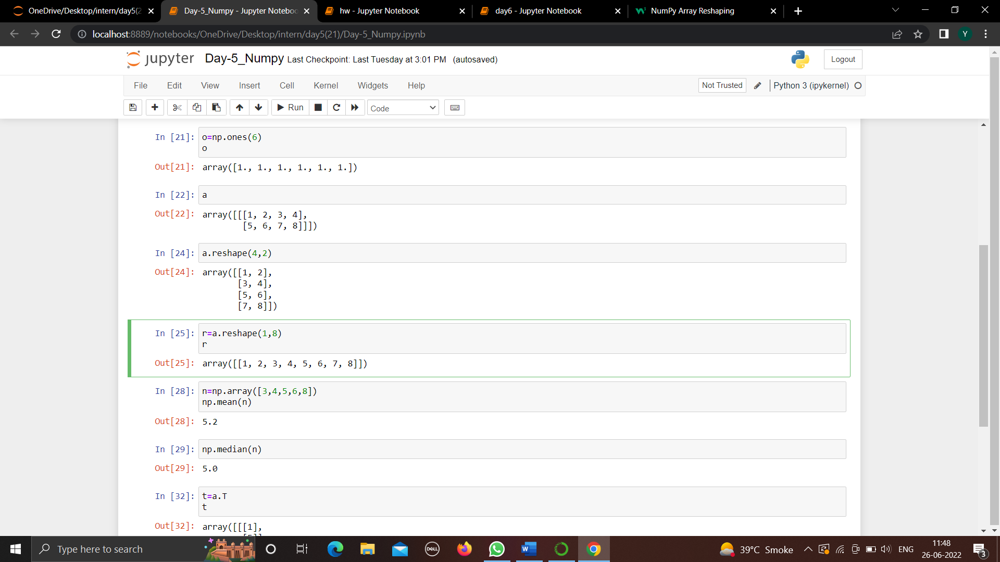 OneDrive/Desktop/intern/day5(2
Day-5_Numpy - Jupyter Noteboo
hw - Jupyter Notebook
day6 - Jupyter Notebook
NumPy Array Reshaping
localhost:8889/notebooks/OneDrive/Desktop/intern/day5(21)/Day-5_Numpy.ipynb
Y
jupyter Day-5_Numpy Last Checkpoint: Last Tuesday at 3:01 PM (autosaved)
Logout
File Edit View Insert Cell Kernel Widgets Help
Not Trusted
Python 3 (ipykernel)
Run
Code
In [21]: o=np.ones(6)
o
Out[21]: array([1., 1., 1., 1., 1., 1.])
In [22]: a
Out[22]: array([[[1, 2, 3, 4],
[5, 6, 7, 8]]])
In [24]: a.reshape(4,2)
Out[24]: array([[1, 2],
[3, 4],
[5, 6],
[7, 8]])
In [25]: r=a.reshape(1,8)
r
Out[25]: array([[1, 2, 3, 4, 5, 6, 7, 8]])
In [28]: n=np.array([3,4,5,6,8])
np.mean(n)
Out[28]: 5.2
In [29]: np.median(n)
Out[29]: 5.0
In [32]: t=a.T
t
Out[32]: array([[[1],
Type here to search
DELL
W
39°C Smoke
ENG
11:48
26-06-2022
3